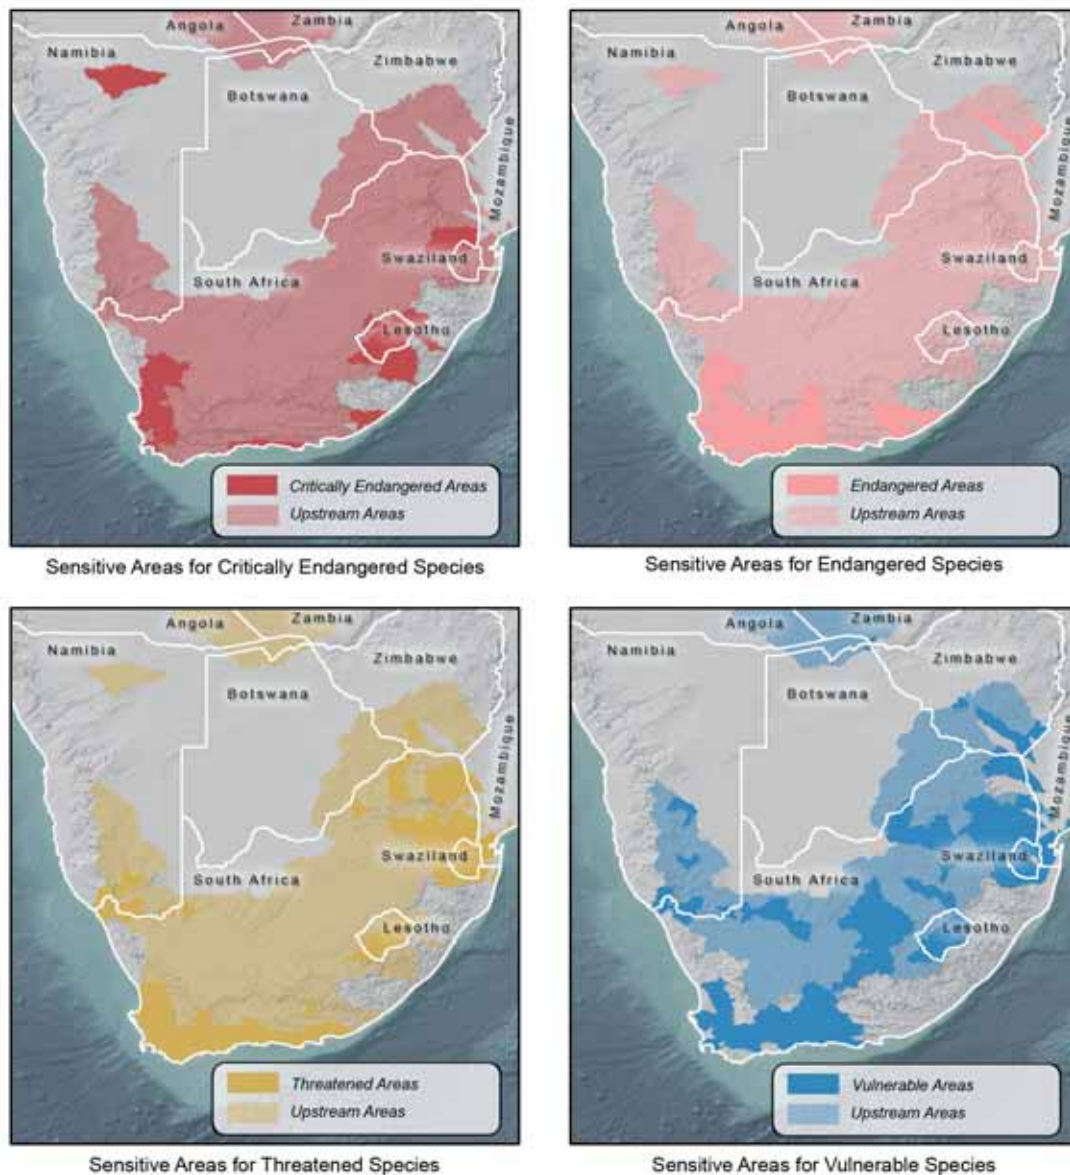 Angola
Zambia
Namibia
Zimbabwe
Botswana
Mozambique
Swaziland
South Africa
Lesotho
Critically Endangered Areas
Upstream Areas
Sensitive Areas for Critically Endangered Species
Angola
Zambia
Namibia
Zimbabwe
Botswana
Mozambique
Swaziland
South Africa
Lesotho
Endangered Areas
Upstream Areas
Sensitive Areas for Endangered Species
Angola
Zambia
Namibia
Zimbabwe
Botswana
Mozambique
Swaziland
South Africa
Lesotho
Threatened Areas
Upstream Areas
Sensitive Areas for Threatened Species
Angola
Zambia
Namibia
Zimbabwe
Botswana
Mozambique
Swaziland
South Africa
Lesotho
Vulnerable Areas
Upstream Areas
Sensitive Areas for Vulnerable Species